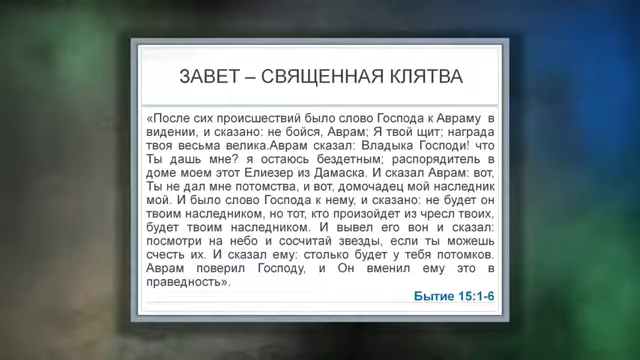 ЗАВЕТ – СВЯЩЕННАЯ КЛЯТВА
«После сих происшествий было слово Господа к Авраму в
видении, и сказано: не бойся, Аврам; Я твой щит; награда
твоя весьма велика.Аврам сказал: Владыка Господи! что
Ты дашь мне? я остаюсь бездетным; распорядитель в
доме моем этот Елиезер из Дамаска. И сказал Аврам: вот,
Ты не дал мне потомства, и вот, домочадец мой наследник
мой. И было слово Господа к нему, и сказано: не будет он
твоим наследником, но тот, кто произойдет из чресл твоих,
будет твоим наследником. И вывел его вон и сказал:
посмотри на небо и сосчитай звезды, если ты можешь
счесть их. И сказал ему: столько будет у тебя потомков.
Аврам поверил Господу, и Он вменил ему это в
праведность».
Бытие 15:1-6